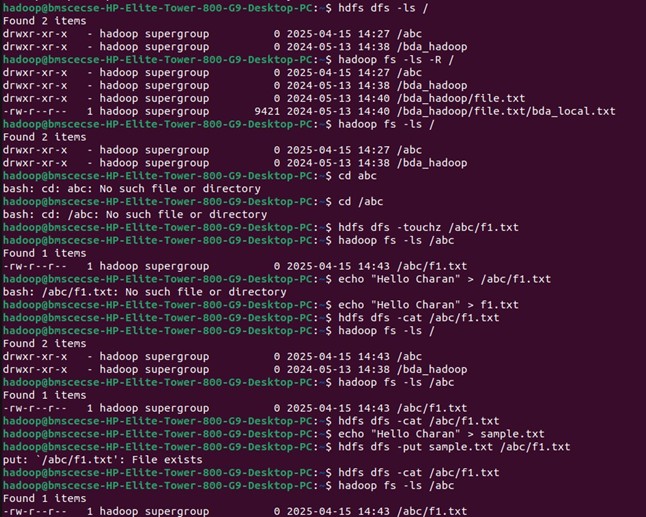 hadoop@bmscecse-HP-Elite-Tower-800-G9-Desktop-PC:~$ hdfs dfs -ls /
Found 2 items
drwxr-xr-x   - hadoop supergroup          0 2025-04-15 14:27 /abc
drwxr-xr-x   - hadoop supergroup          0 2024-05-13 14:38 /bda_hadoop
hadoop@bmscecse-HP-Elite-Tower-800-G9-Desktop-PC:~$ hadoop fs -ls -R /
drwxr-xr-x   - hadoop supergroup          0 2025-04-15 14:27 /abc
drwxr-xr-x   - hadoop supergroup          0 2024-05-13 14:38 /bda_hadoop
drwxr-xr-x   - hadoop supergroup          0 2024-05-13 14:40 /bda_hadoop/file.txt
-rw-r--r--   1 hadoop supergroup       9421 2024-05-13 14:40 /bda_hadoop/file.txt/bda_local.txt
hadoop@bmscecse-HP-Elite-Tower-800-G9-Desktop-PC:~$ hadoop fs -ls /
Found 2 items
drwxr-xr-x   - hadoop supergroup          0 2025-04-15 14:27 /abc
drwxr-xr-x   - hadoop supergroup          0 2024-05-13 14:38 /bda_hadoop
hadoop@bmscecse-HP-Elite-Tower-800-G9-Desktop-PC:~$ cd abc
bash: cd: abc: No such file or directory
hadoop@bmscecse-HP-Elite-Tower-800-G9-Desktop-PC:~$ cd /abc
bash: cd: /abc: No such file or directory
hadoop@bmscecse-HP-Elite-Tower-800-G9-Desktop-PC:~$ hdfs dfs -touchz /abc/f1.txt
hadoop@bmscecse-HP-Elite-Tower-800-G9-Desktop-PC:~$ hadoop fs -ls /abc
Found 1 items
-rw-r--r--   1 hadoop supergroup          0 2025-04-15 14:43 /abc/f1.txt
hadoop@bmscecse-HP-Elite-Tower-800-G9-Desktop-PC:~$ echo "Hello Charan" > /abc/f1.txt
bash: /abc/f1.txt: No such file or directory
hadoop@bmscecse-HP-Elite-Tower-800-G9-Desktop-PC:~$ echo "Hello Charan" > f1.txt
hadoop@bmscecse-HP-Elite-Tower-800-G9-Desktop-PC:~$ hdfs dfs -cat /abc/f1.txt
hadoop@bmscecse-HP-Elite-Tower-800-G9-Desktop-PC:~$ hadoop fs -ls /
Found 2 items
drwxr-xr-x   - hadoop supergroup          0 2025-04-15 14:43 /abc
drwxr-xr-x   - hadoop supergroup          0 2024-05-13 14:38 /bda_hadoop
hadoop@bmscecse-HP-Elite-Tower-800-G9-Desktop-PC:~$ hadoop fs -ls /abc
Found 1 items
-rw-r--r--   1 hadoop supergroup          0 2025-04-15 14:43 /abc/f1.txt
hadoop@bmscecse-HP-Elite-Tower-800-G9-Desktop-PC:~$ hdfs dfs -cat /abc/f1.txt
hadoop@bmscecse-HP-Elite-Tower-800-G9-Desktop-PC:~$ echo "Hello Charan" > sample.txt
hadoop@bmscecse-HP-Elite-Tower-800-G9-Desktop-PC:~$ hdfs dfs -put sample.txt /abc/f1.txt
put: `/abc/f1.txt': File exists
hadoop@bmscecse-HP-Elite-Tower-800-G9-Desktop-PC:~$ hdfs dfs -cat /abc/f1.txt
hadoop@bmscecse-HP-Elite-Tower-800-G9-Desktop-PC:~$ hadoop fs -ls /abc
Found 1 items
-rw-r--r--   1 hadoop supergroup          0 2025-04-15 14:43 /abc/f1.txt